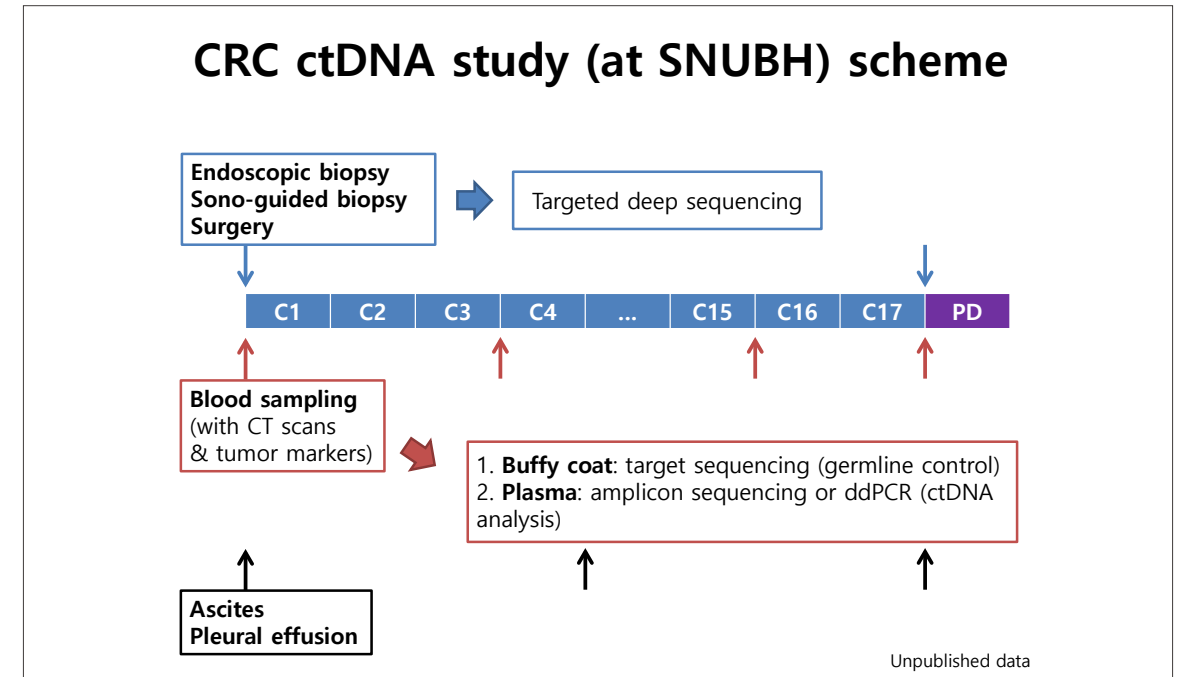 CRC ctDNA study (at SNUBH) scheme
Endoscopic biopsy
Sono-guided biopsy
Surgery
Targeted deep sequencing
C1 C2 C3 C4 ... C15 C16 C17 PD
Blood sampling
(with CT scans
& tumor markers)
1. Buffy coat: target sequencing (germline control)
2. Plasma: amplicon sequencing or ddPCR (ctDNA
analysis)
Ascites
Pleural effusion
Unpublished data